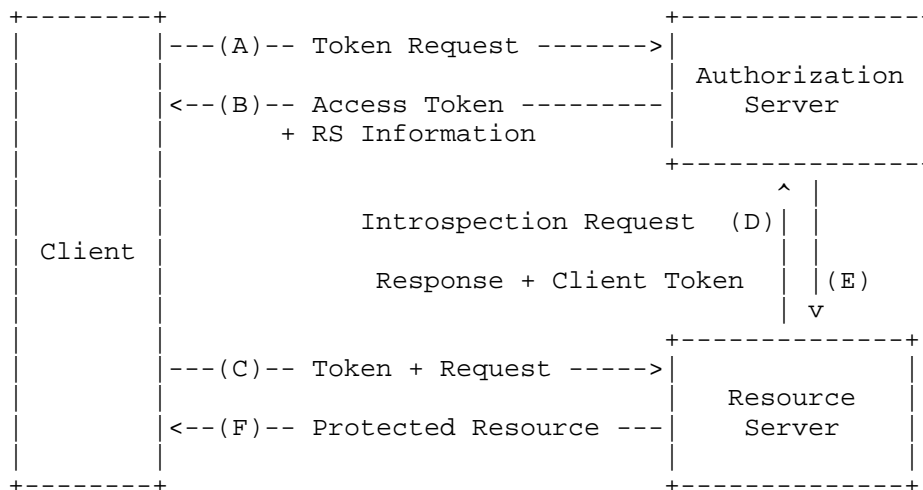 ---(A)-- Token Request ------->
Authorization
<--(B)-- Access Token ---------
Server
+ RS Information
^
Introspection Request (D)
Client
Response + Client Token (E)
v
---(C)-- Token + Request ----->
Resource
<--(F)-- Protected Resource ---
Server